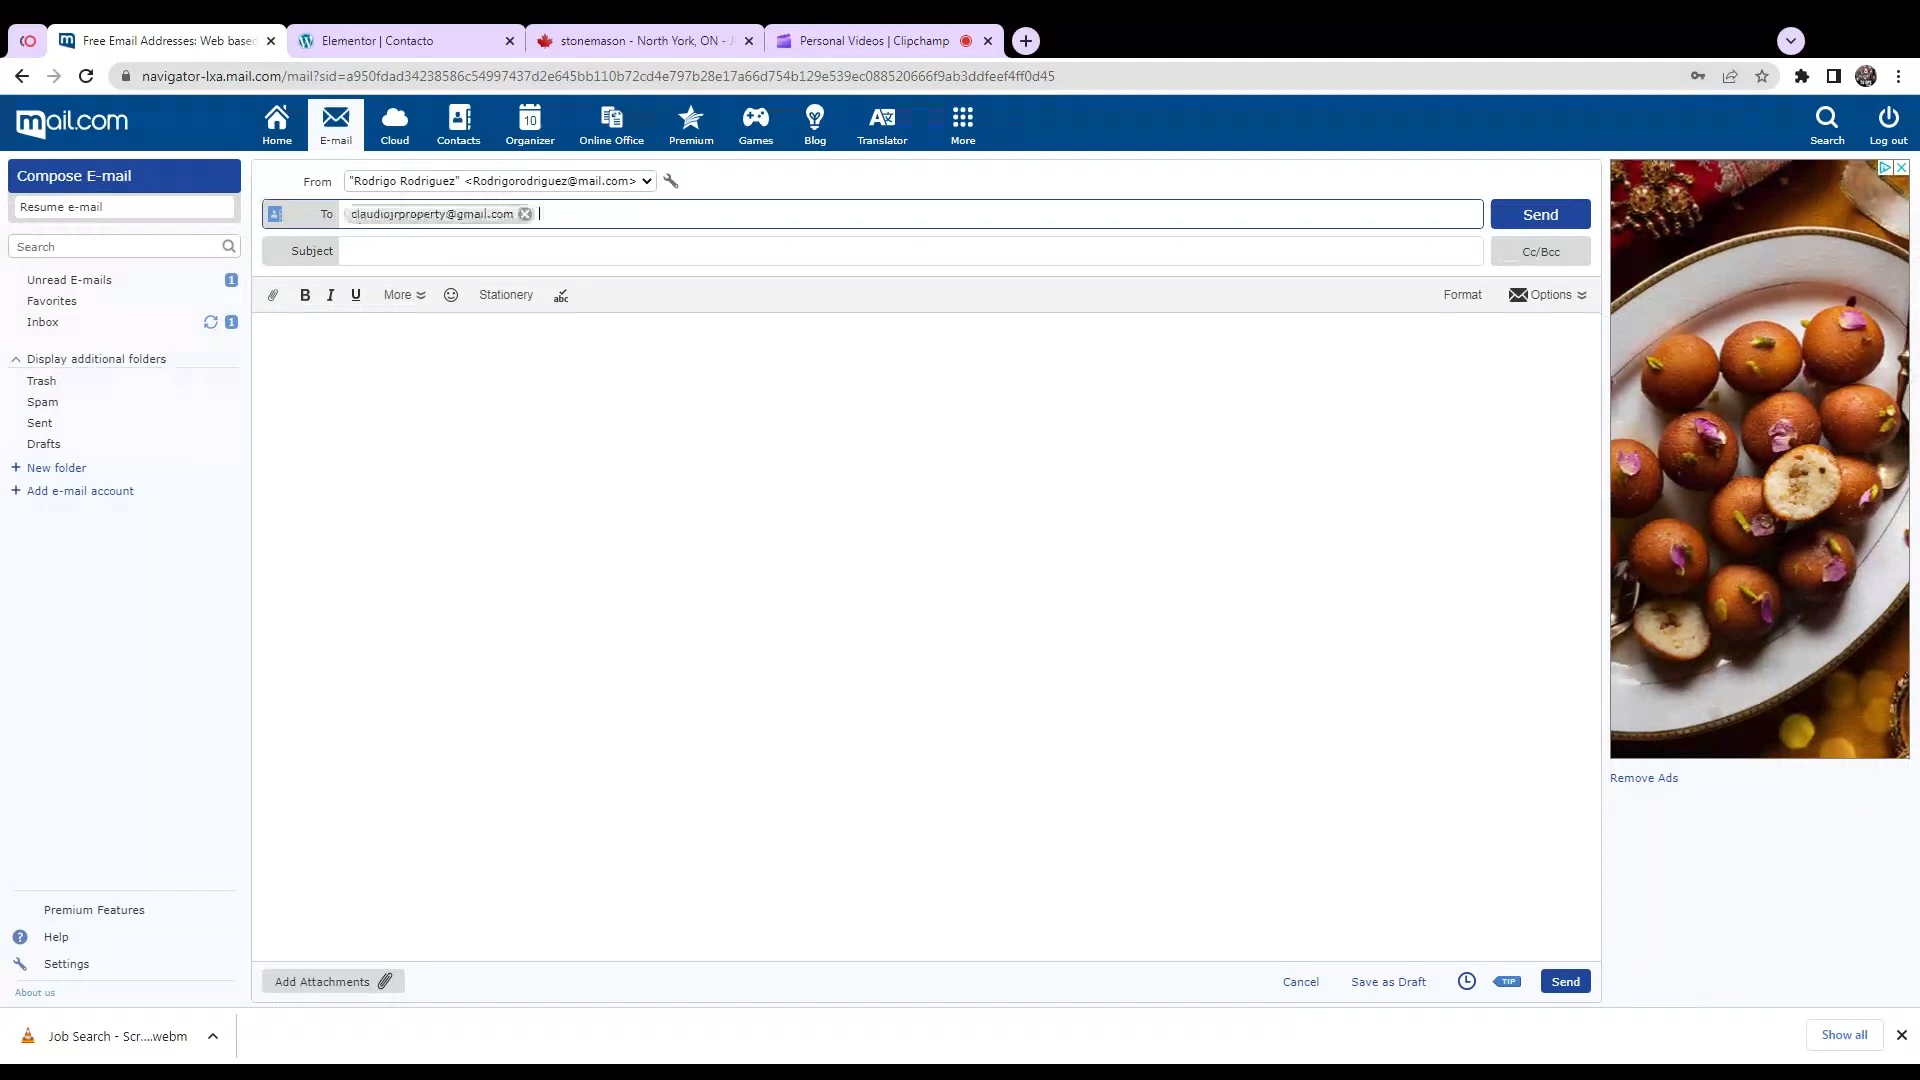 Free Email Addresses: Web based
Elementor | Contacto
stonemason - North York, ON - J
Personal Videos | Clipchamp
navigator-lxa.mail.com/mail?sid=a950fdad34238586c54997437d2e645bb110b72cd4e797b28e17a66d754b129e539ec088520666f9ab3ddfeef4ff0d45
mail.com
Home
E-mail
Cloud
Contacts
10
Organizer
Online Office
Premium
Games
Blog
Translator
More
Search
Log out
Compose E-mail
Resume e-mail
Search
Unread E-mails 1
Favorites
Inbox 1
Display additional folders
Trash
Spam
Sent
Drafts
+ New folder
+ Add e-mail account
Premium Features
? Help
Settings
About us
From "Rodrigo Rodriguez" <Rodrigorodriguez@mail.com>
To claudiojrproperty@gmail.com
Send
Subject
Cc/Bcc
B I U More Stationery abc
Format Options
Add Attachments
Cancel Save as Draft TIP Send
Remove Ads
Job Search - Scr....webm
Show all